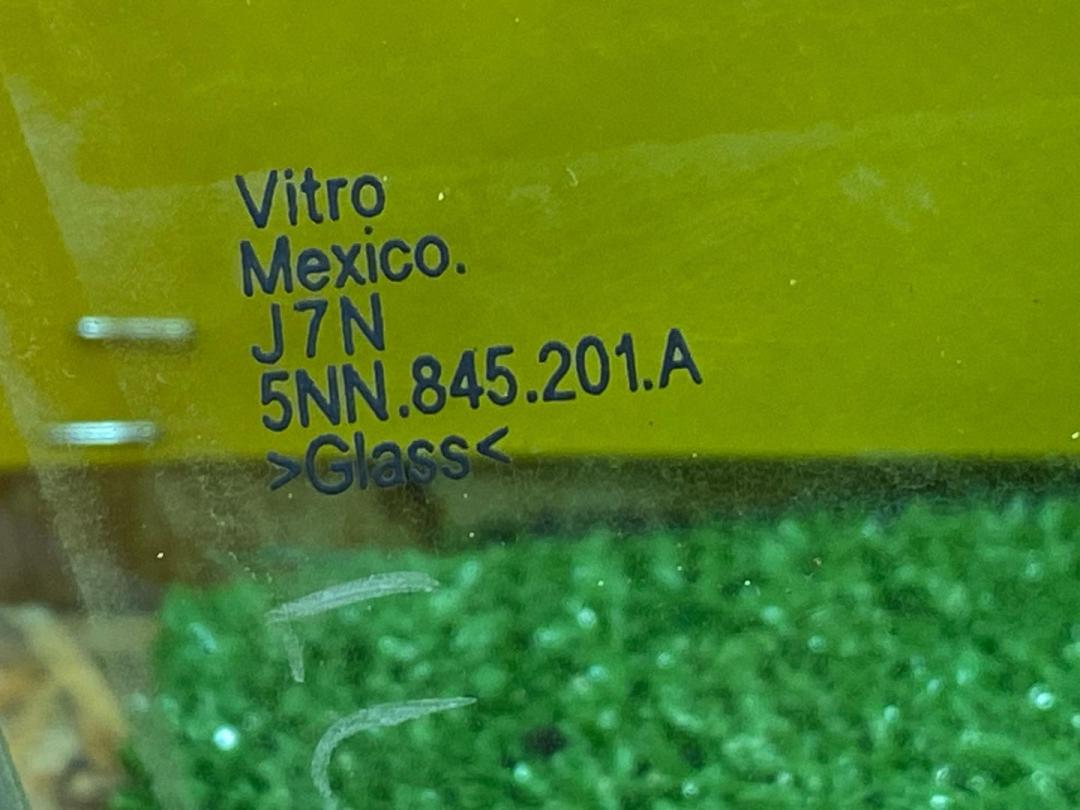 Vitro
Mexico.
J7N
5NN.845.201.A
>Glass<